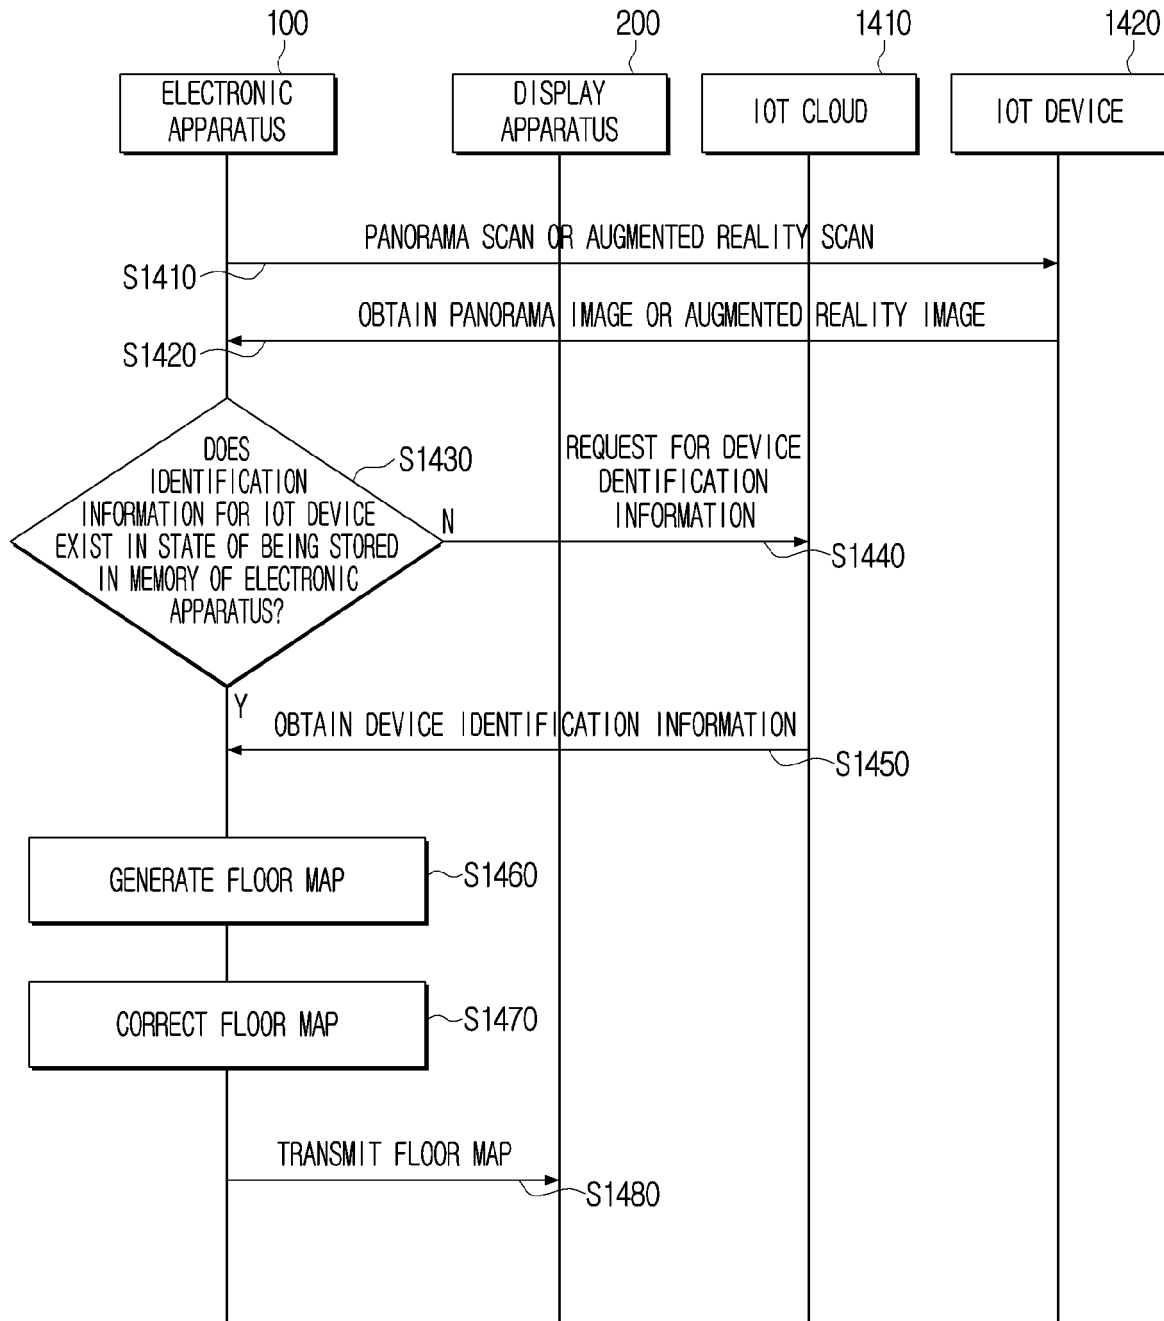 100
200
1410
1420
ELECTRONIC
APPARATUS
DISPLAY
APPARATUS
IOT CLOUD
IOT DEVICE
PANORAMA SCAN OR AUGMENTED REALITY SCAN
S1410
OBTAIN PANORAMA IMAGE OR AUGMENTED REALITY IMAGE
S1420
DOES
IDENTIFICATION
INFORMATION FOR IOT DEVICE
EXIST IN STATE OF BEING STORED
IN MEMORY OF ELECTRONIC
APPARATUS?
S1430
N
REQUEST FOR DEVICE
DENTIFICATION
INFORMATION
S1440
Y
OBTAIN DEVICE IDENTIFICATION INFORMATION
S1450
GENERATE FLOOR MAP
S1460
CORRECT FLOOR MAP
S1470
TRANSMIT FLOOR MAP
S1480